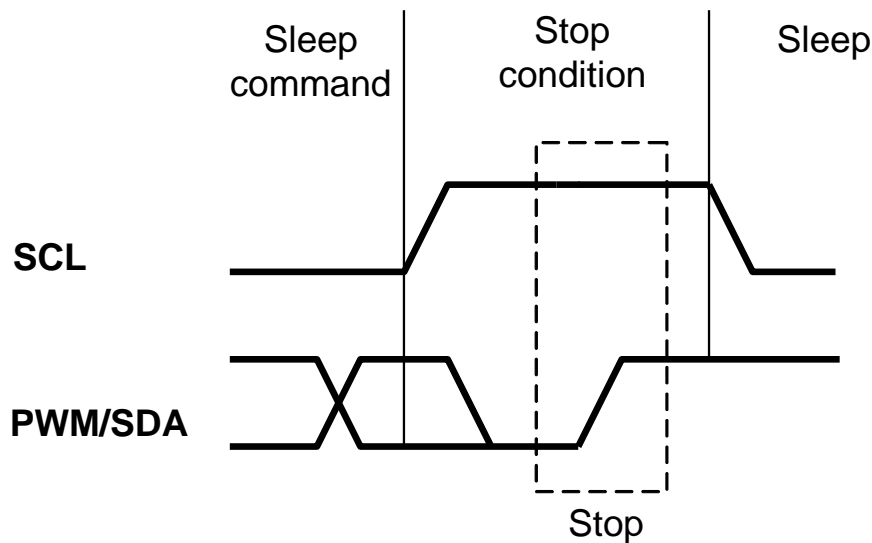 Sleep
command
Stop
condition
Sleep
SCL
PWM/SDA
Stop